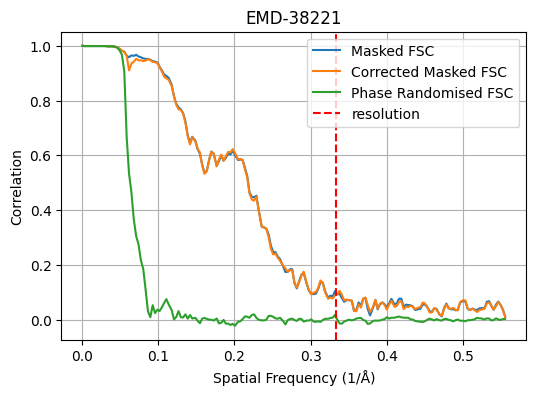 EMD-38221
1.0
0.8
0.6
0.4
0.2
0.0
Correlation
Masked FSC
Corrected Masked FSC
Phase Randomised FSC
resolution
0.0 0.1 0.2 0.3 0.4 0.5
Spatial Frequency (1/Å)